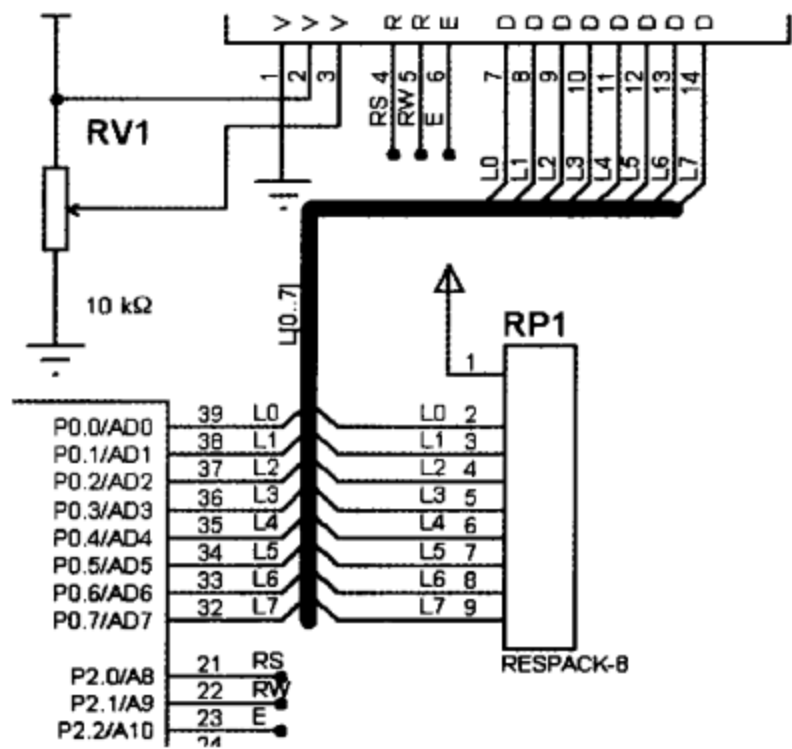 V V V R R E D D D D D D D D
1 2 3 4 5 6 7 8 9 10 11 12 13 14
RS RW E
L0 L1 L2 L3 L4 L5 L6 L7
RV1
10 kΩ
L[0..7]
RP1
1
P0.0/AD0 39 L0 L0 2
P0.1/AD1 38 L1 L1 3
P0.2/AD2 37 L2 L2 4
P0.3/AD3 36 L3 L3 5
P0.4/AD4 35 L4 L4 6
P0.5/AD5 34 L5 L5 7
P0.6/AD6 33 L6 L6 8
P0.7/AD7 32 L7 L7 9
RESPACK-8
P2.0/A8 21 RS
P2.1/A9 22 RW
P2.2/A10 23 E
24